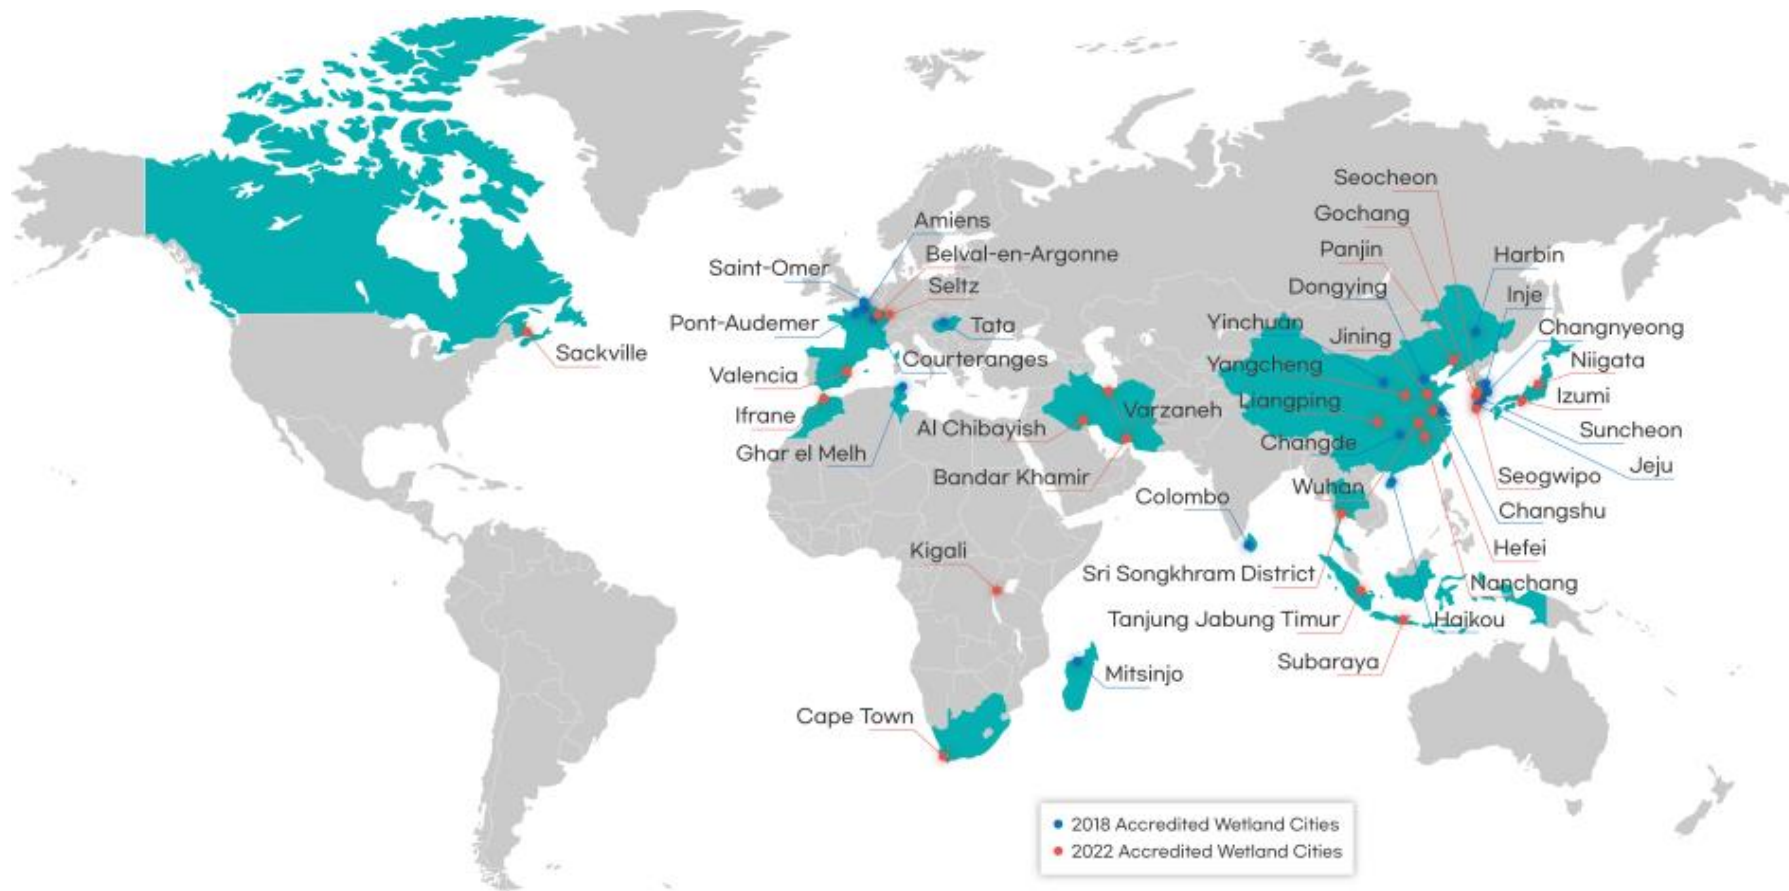 Seocheon
Gochang
Amiens
Panjin
Harbin
Belval-en-Argonne
Saint-Omer
Seltz
Dongying
Inje
Pont-Audemer
Tata
Yinchuan
Changnyeong
Jining
Sackville
Courteranges
Niigata
Valencia
Yangcheng
Izumi
Ifrane
Varzaneh
Liangping
Al Chibayish
Suncheon
Ghar el Melh
Changde
Jeju
Bandar Khamir
Seogwipo
Wuhan
Colombo
Changshu
Kigali
Hefei
Sri Songkhram District
Nanchang
Tanjung Jabung Timur
Haikou
Subaraya
Mitsinjo
Cape Town
2018 Accredited Wetland Cities
2022 Accredited Wetland Cities